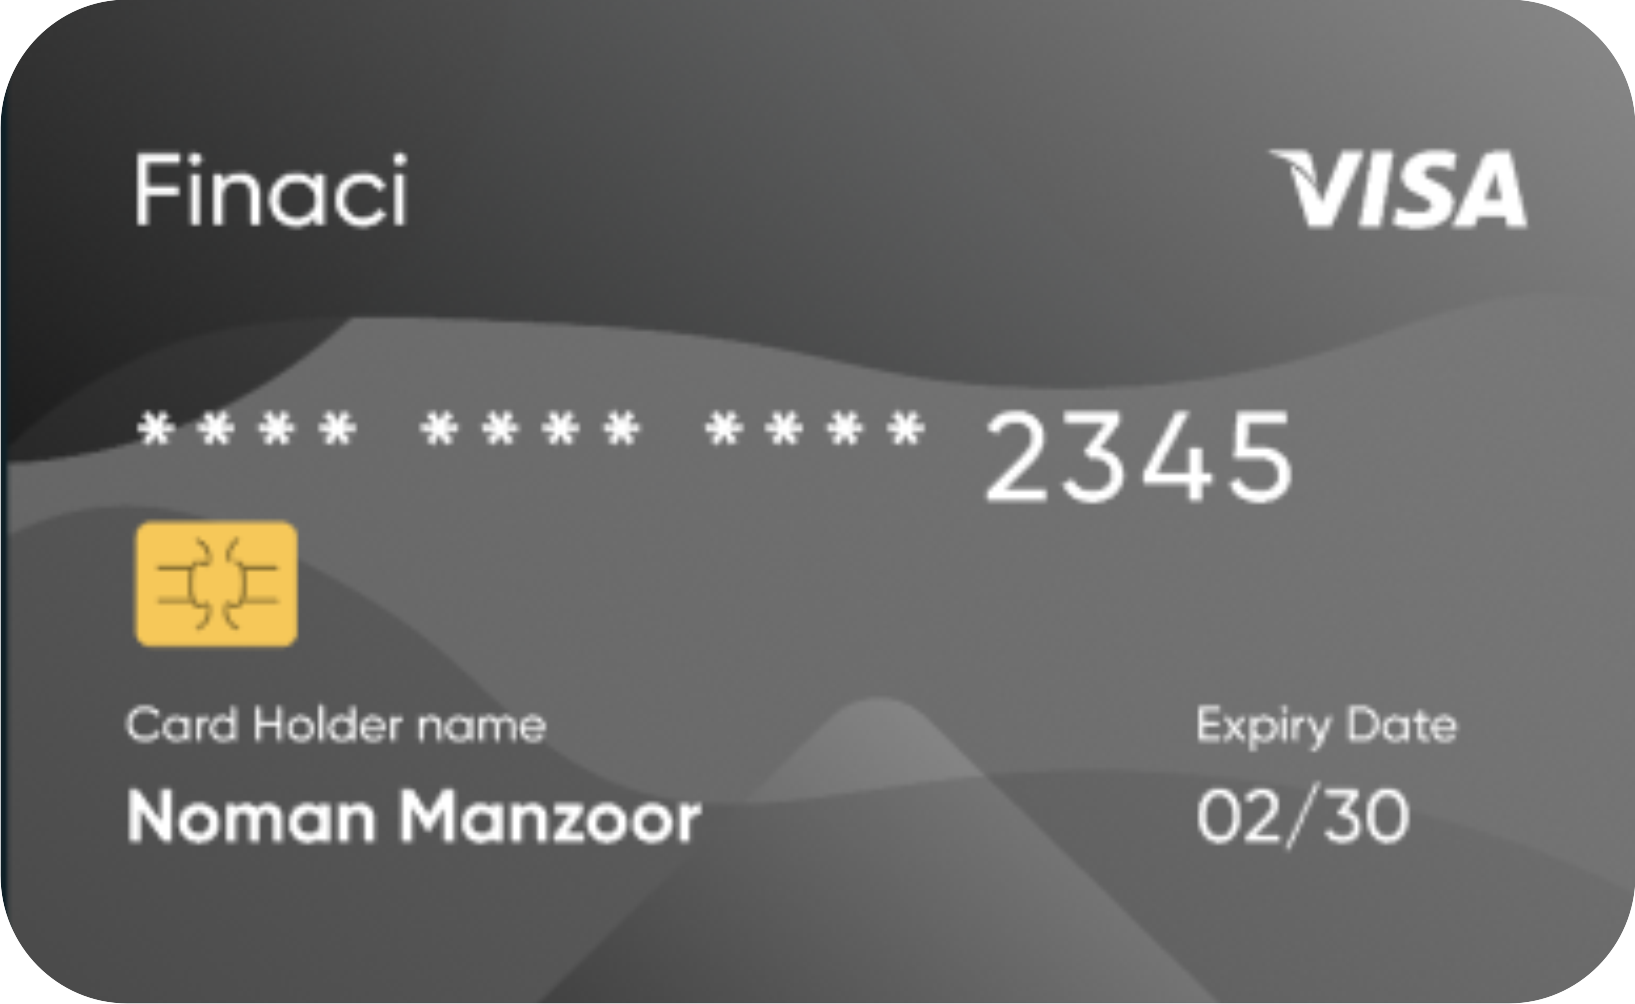 Finaci
VISA
**** **** **** 2345
Card Holder name
Expiry Date
Noman Manzoor
02/30